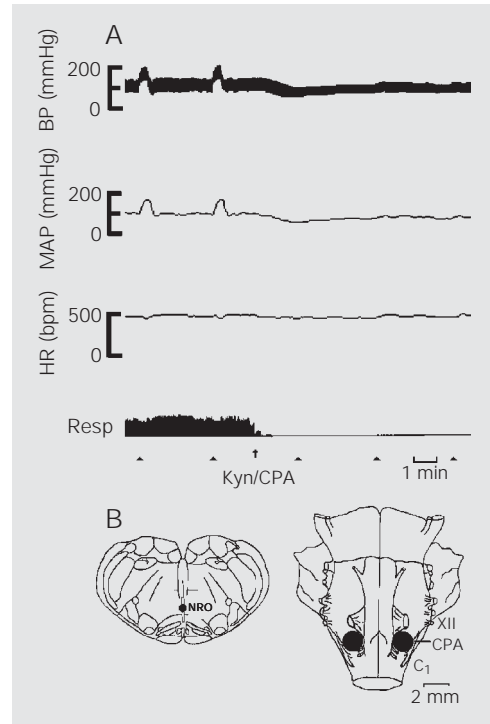 A
BP (mmHg)
200
0
MAP (mmHg)
200
0
HR (bpm)
500
0
Resp
Kyn/CPA
1 min
B
NRO
XII
CPA
C1
2 mm